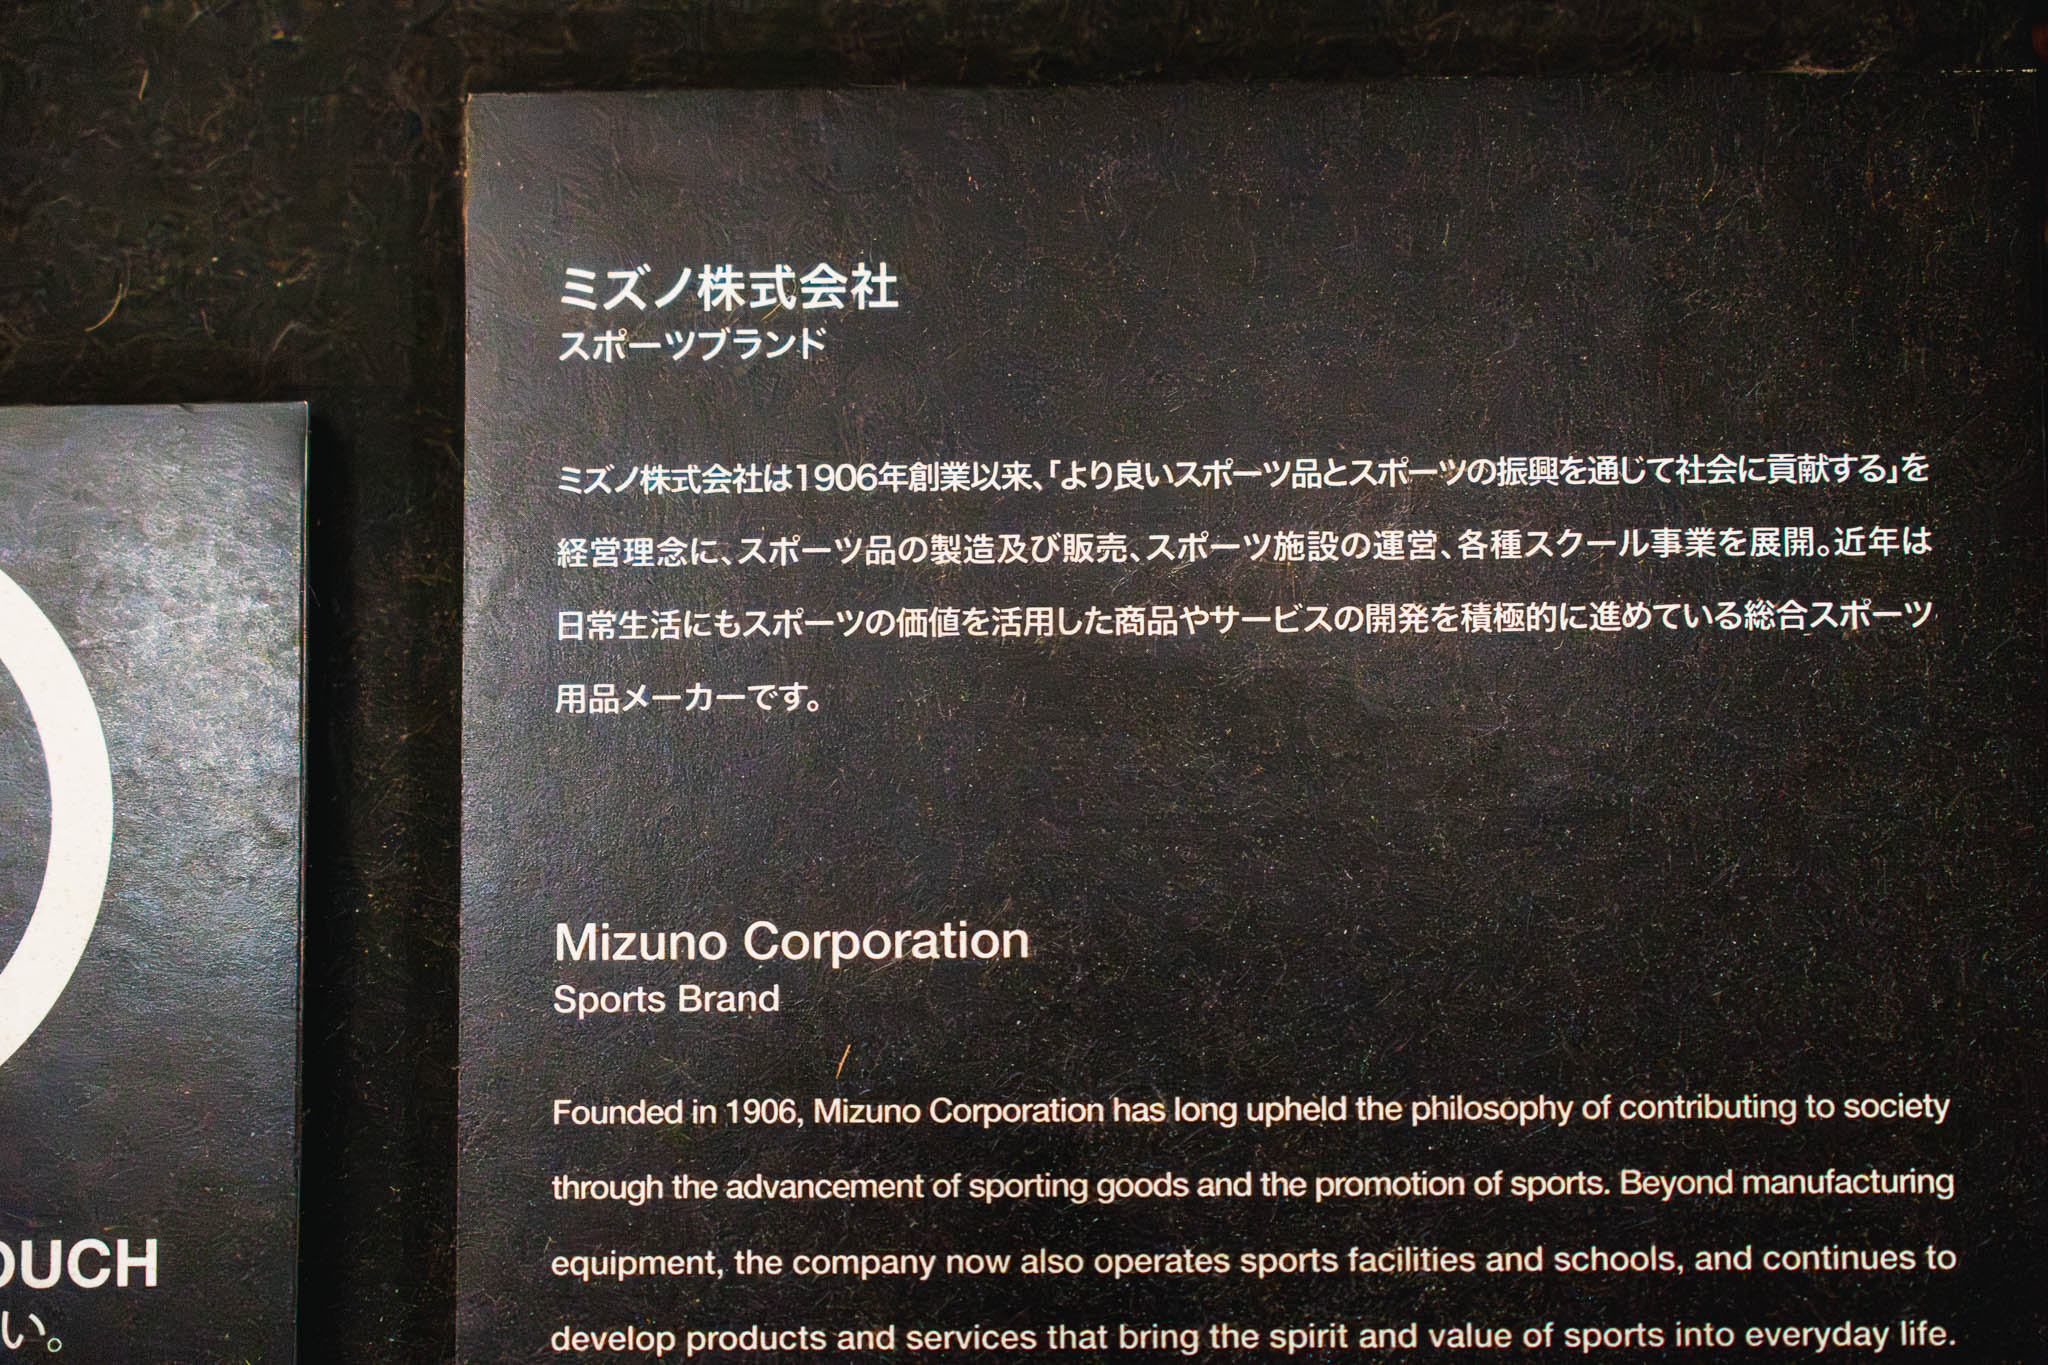 ミズノ株式会社
スポーツブランド
ミズノ株式会社は1906年創業以来、「より良いスポーツ品とスポーツの振興を通じて社会に貢献する」を
経営理念に、スポーツ品の製造及び販売、スポーツ施設の運営、各種スクール事業を展開。近年は
日常生活にもスポーツの価値を活用した商品やサービスの開発を積極的に進めている総合スポーツ
用品メーカーです。
Mizuno Corporation
Sports Brand
Founded in 1906, Mizuno Corporation has long upheld the philosophy of contributing to society
through the advancement of sporting goods and the promotion of sports. Beyond manufacturing
equipment, the company now also operates sports facilities and schools, and continues to
develop products and services that bring the spirit and value of sports into everyday life.
OUCH
い。